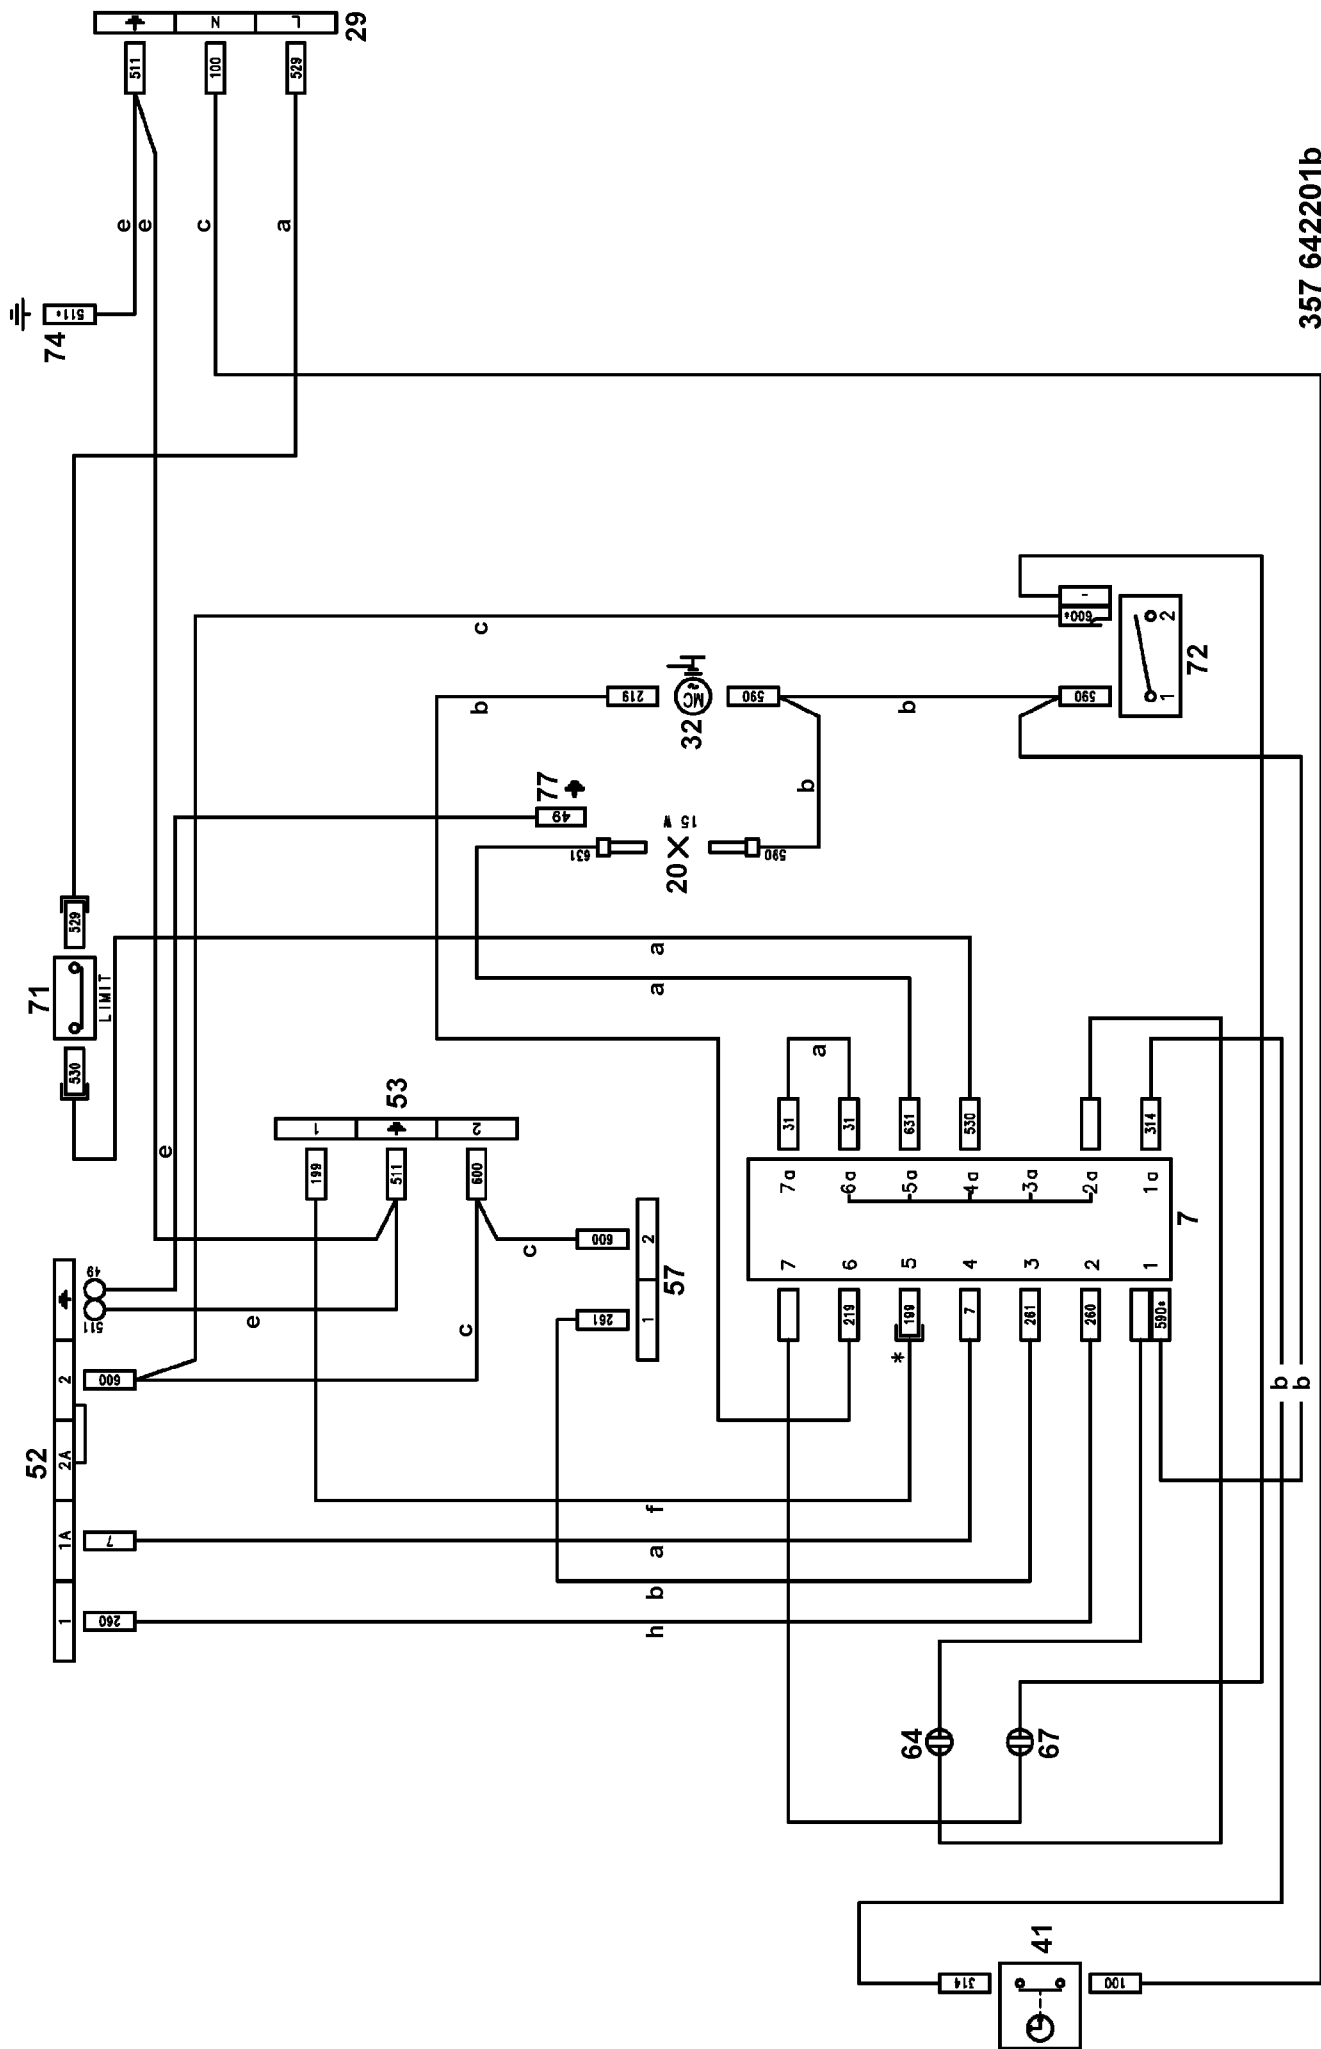 ⏚ N L
29
511
100
529
e
e
c
a
511*
74
357 642201b
600* -
c
219
MC
~
590
590
b
b
b
32
1 2
72
77
49
15 W
20
631
590
529
71
LIMIT
530
a
a
a
53
1
2
199
511
600
e
31
31
631
530
314
7a
6a
5a
4a
3a
2a
1a
7
6
5
4
3
2
1
7
49
511
e
c
c
600
2
1
57
261
219
199
7
261
260
590*
*
52
2
2A
1A
1
600
7
260
f
a
b
h
b
b
64
67
41
314
100